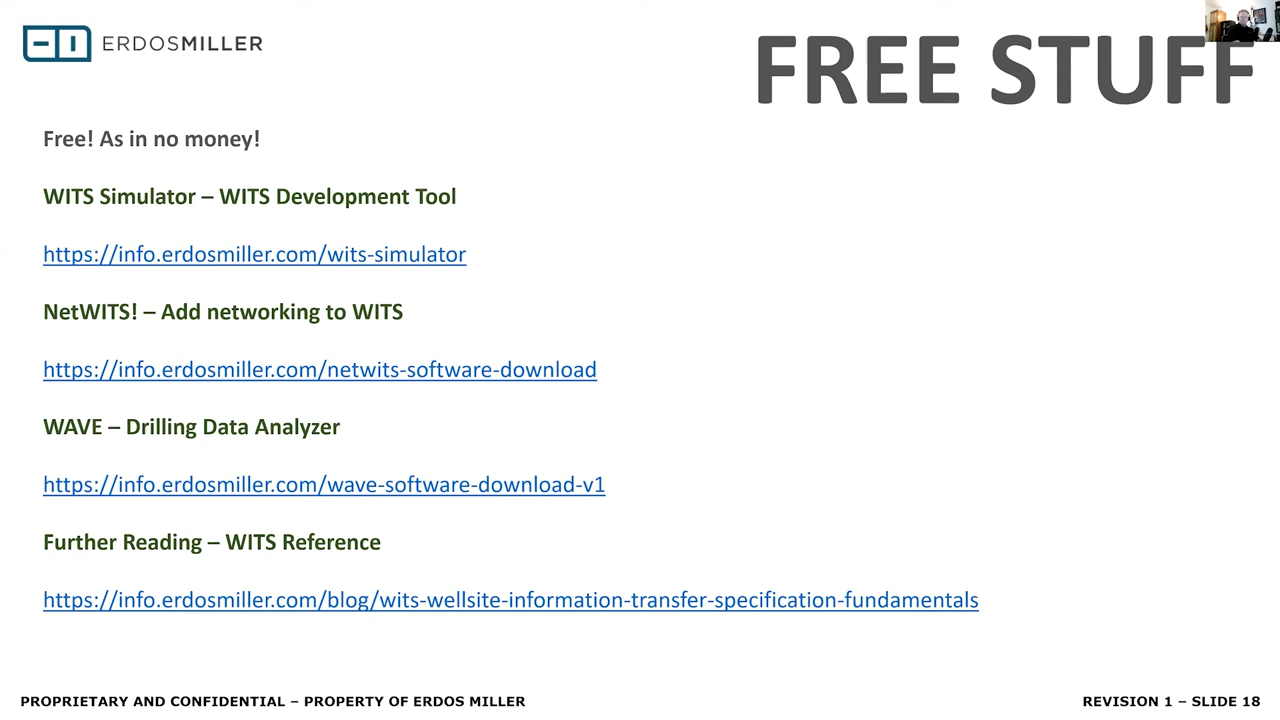 ERDOSMILLER
FREE STUFF
Free! As in no money!
WITS Simulator – WITS Development Tool
https://info.erdosmiller.com/wits-simulator
NetWITS! – Add networking to WITS
https://info.erdosmiller.com/netwits-software-download
WAVE – Drilling Data Analyzer
https://info.erdosmiller.com/wave-software-download-v1
Further Reading – WITS Reference
https://info.erdosmiller.com/blog/wits-wellsite-information-transfer-specification-fundamentals
PROPRIETARY AND CONFIDENTIAL – PROPERTY OF ERDOS MILLER
REVISION 1 – SLIDE 18